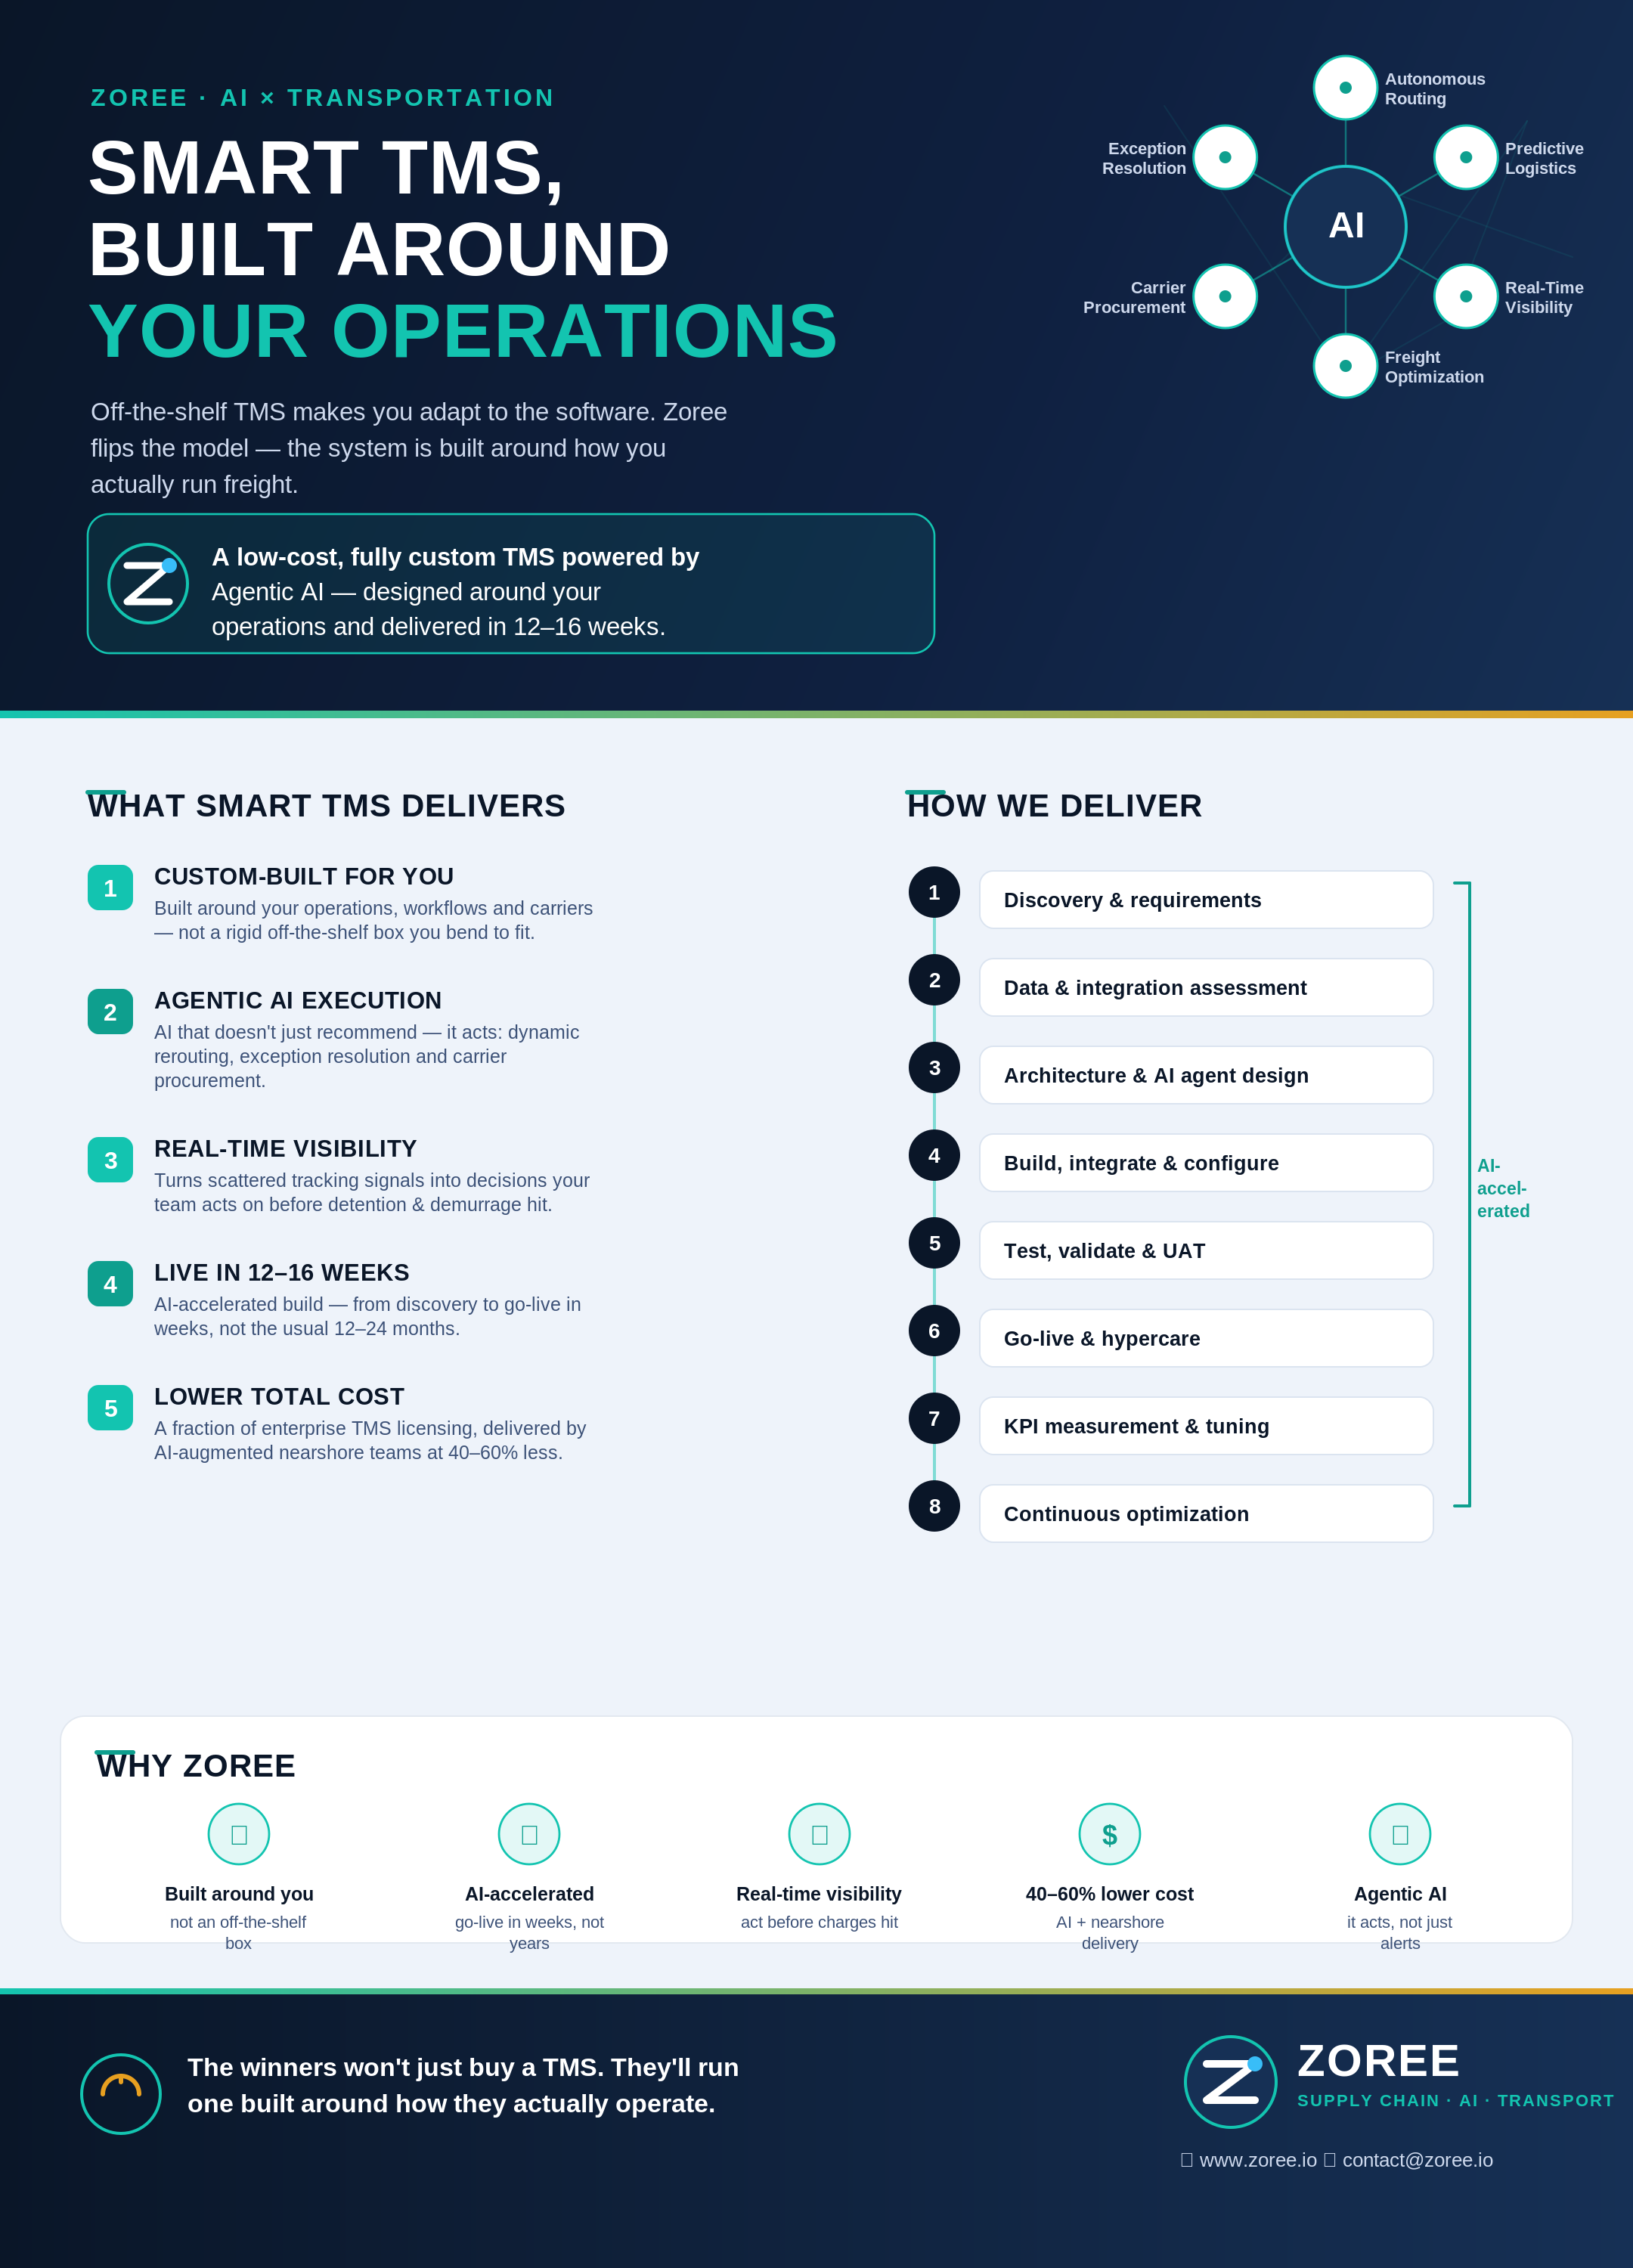 ZOREE · AI × TRANSPORTATION
SMART TMS,
BUILT AROUND
YOUR OPERATIONS
Off-the-shelf TMS makes you adapt to the software. Zoree
flips the model — the system is built around how you
actually run freight.
A low-cost, fully custom TMS powered by
Agentic AI — designed around your
operations and delivered in 12–16 weeks.
Autonomous
Routing
Exception
Resolution
Predictive
Logistics
AI
Carrier
Procurement
Real-Time
Visibility
Freight
Optimization
WHAT SMART TMS DELIVERS
1
CUSTOM-BUILT FOR YOU
Built around your operations, workflows and carriers
— not a rigid off-the-shelf box you bend to fit.
2
AGENTIC AI EXECUTION
AI that doesn't just recommend — it acts: dynamic
rerouting, exception resolution and carrier
procurement.
3
REAL-TIME VISIBILITY
Turns scattered tracking signals into decisions your
team acts on before detention & demurrage hit.
4
LIVE IN 12–16 WEEKS
AI-accelerated build — from discovery to go-live in
weeks, not the usual 12–24 months.
5
LOWER TOTAL COST
A fraction of enterprise TMS licensing, delivered by
AI-augmented nearshore teams at 40–60% less.
HOW WE DELIVER
1 Discovery & requirements
2 Data & integration assessment
3 Architecture & AI agent design
4 Build, integrate & configure
5 Test, validate & UAT
6 Go-live & hypercare
7 KPI measurement & tuning
8 Continuous optimization
AI-
accel-
erated
WHY ZOREE
Built around you
not an off-the-shelf
box
AI-accelerated
go-live in weeks, not
years
Real-time visibility
act before charges hit
$
40–60% lower cost
AI + nearshore
delivery
Agentic AI
it acts, not just
alerts
The winners won't just buy a TMS. They'll run
one built around how they actually operate.
ZOREE
SUPPLY CHAIN · AI · TRANSPORT
www.zoree.io contact@zoree.io